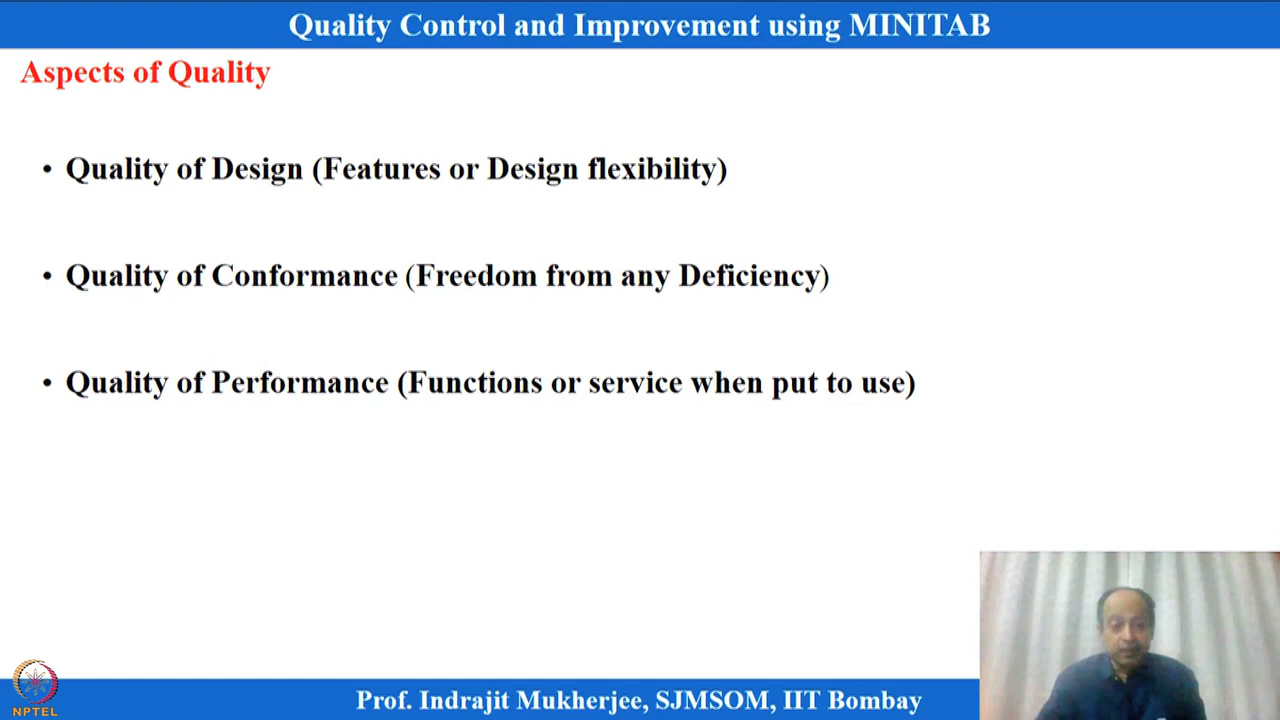 Quality Control and Improvement using MINITAB
Aspects of Quality
• Quality of Design (Features or Design flexibility)
• Quality of Conformance (Freedom from any Deficiency)
• Quality of Performance (Functions or service when put to use)
Prof. Indrajit Mukherjee, SJMSOM, IIT Bombay
NPTEL